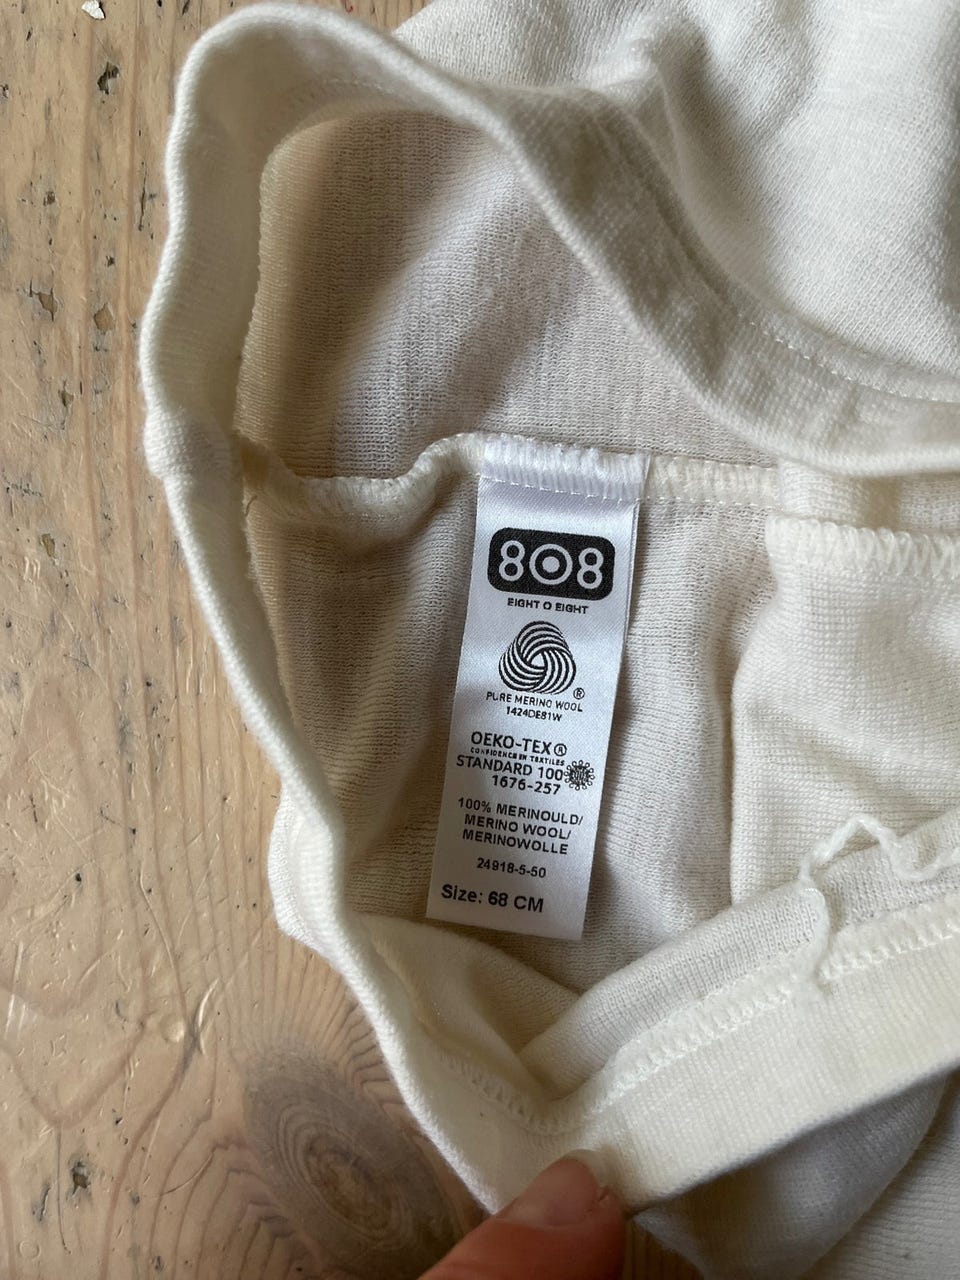 808
EIGHT O EIGHT
®
PURE MERINO WOOL
1424DE81W
OEKO-TEX®
CONFIDENCE IN TEXTILES
STANDARD 100
1676-257
100% MERINOULD/
MERINO WOOL/
MERINOWOLLE
24918-5-50
Size: 68 CM